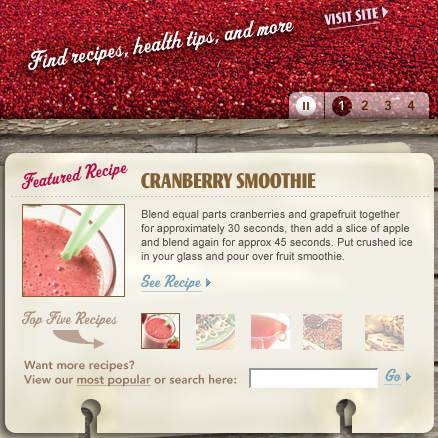 VISIT SITE
Find recipes, health tips, and more
1 2 3 4
Featured Recipe
CRANBERRY SMOOTHIE
Blend equal parts cranberries and grapefruit together
for approximately 30 seconds, then add a slice of apple
and blend again for approx 45 seconds. Put crushed ice
in your glass and pour over fruit smoothie.
See Recipe
Top Five Recipes
Want more recipes?
View our most popular or search here:
Go